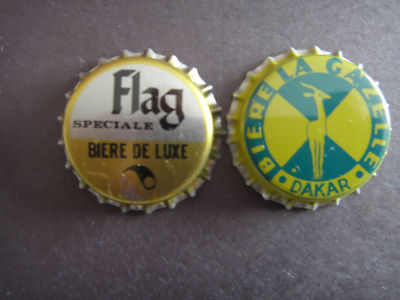 Flag
SPECIALE
BIERE DE LUXE
BIERE LA GAZELLE
• DAKAR •